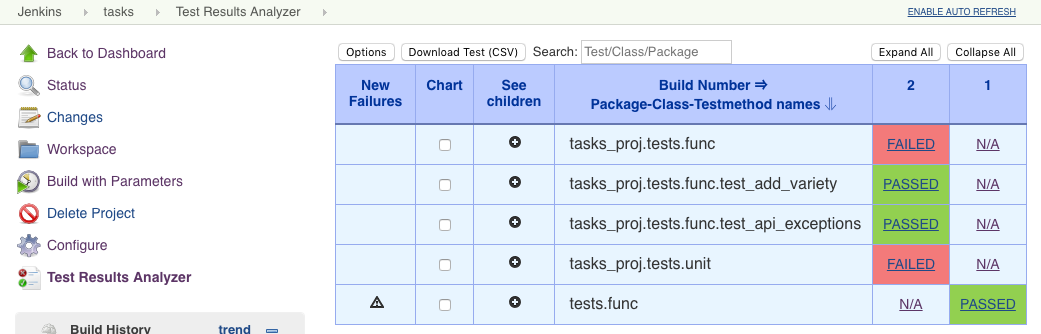 Jenkins tasks Test Results Analyzer ENABLE AUTO REFRESH
Back to Dashboard
Status
Changes
Workspace
Build with Parameters
Delete Project
Configure
Test Results Analyzer
Build History trend
Options Download Test (CSV) Search: Test/Class/Package Expand All Collapse All
New Failures Chart See children Build Number ⇒ 2 1
Package-Class-Testmethod names ⇓
tasks_proj.tests.func FAILED N/A
tasks_proj.tests.func.test_add_variety PASSED N/A
tasks_proj.tests.func.test_api_exceptions PASSED N/A
tasks_proj.tests.unit FAILED N/A
tests.func N/A PASSED